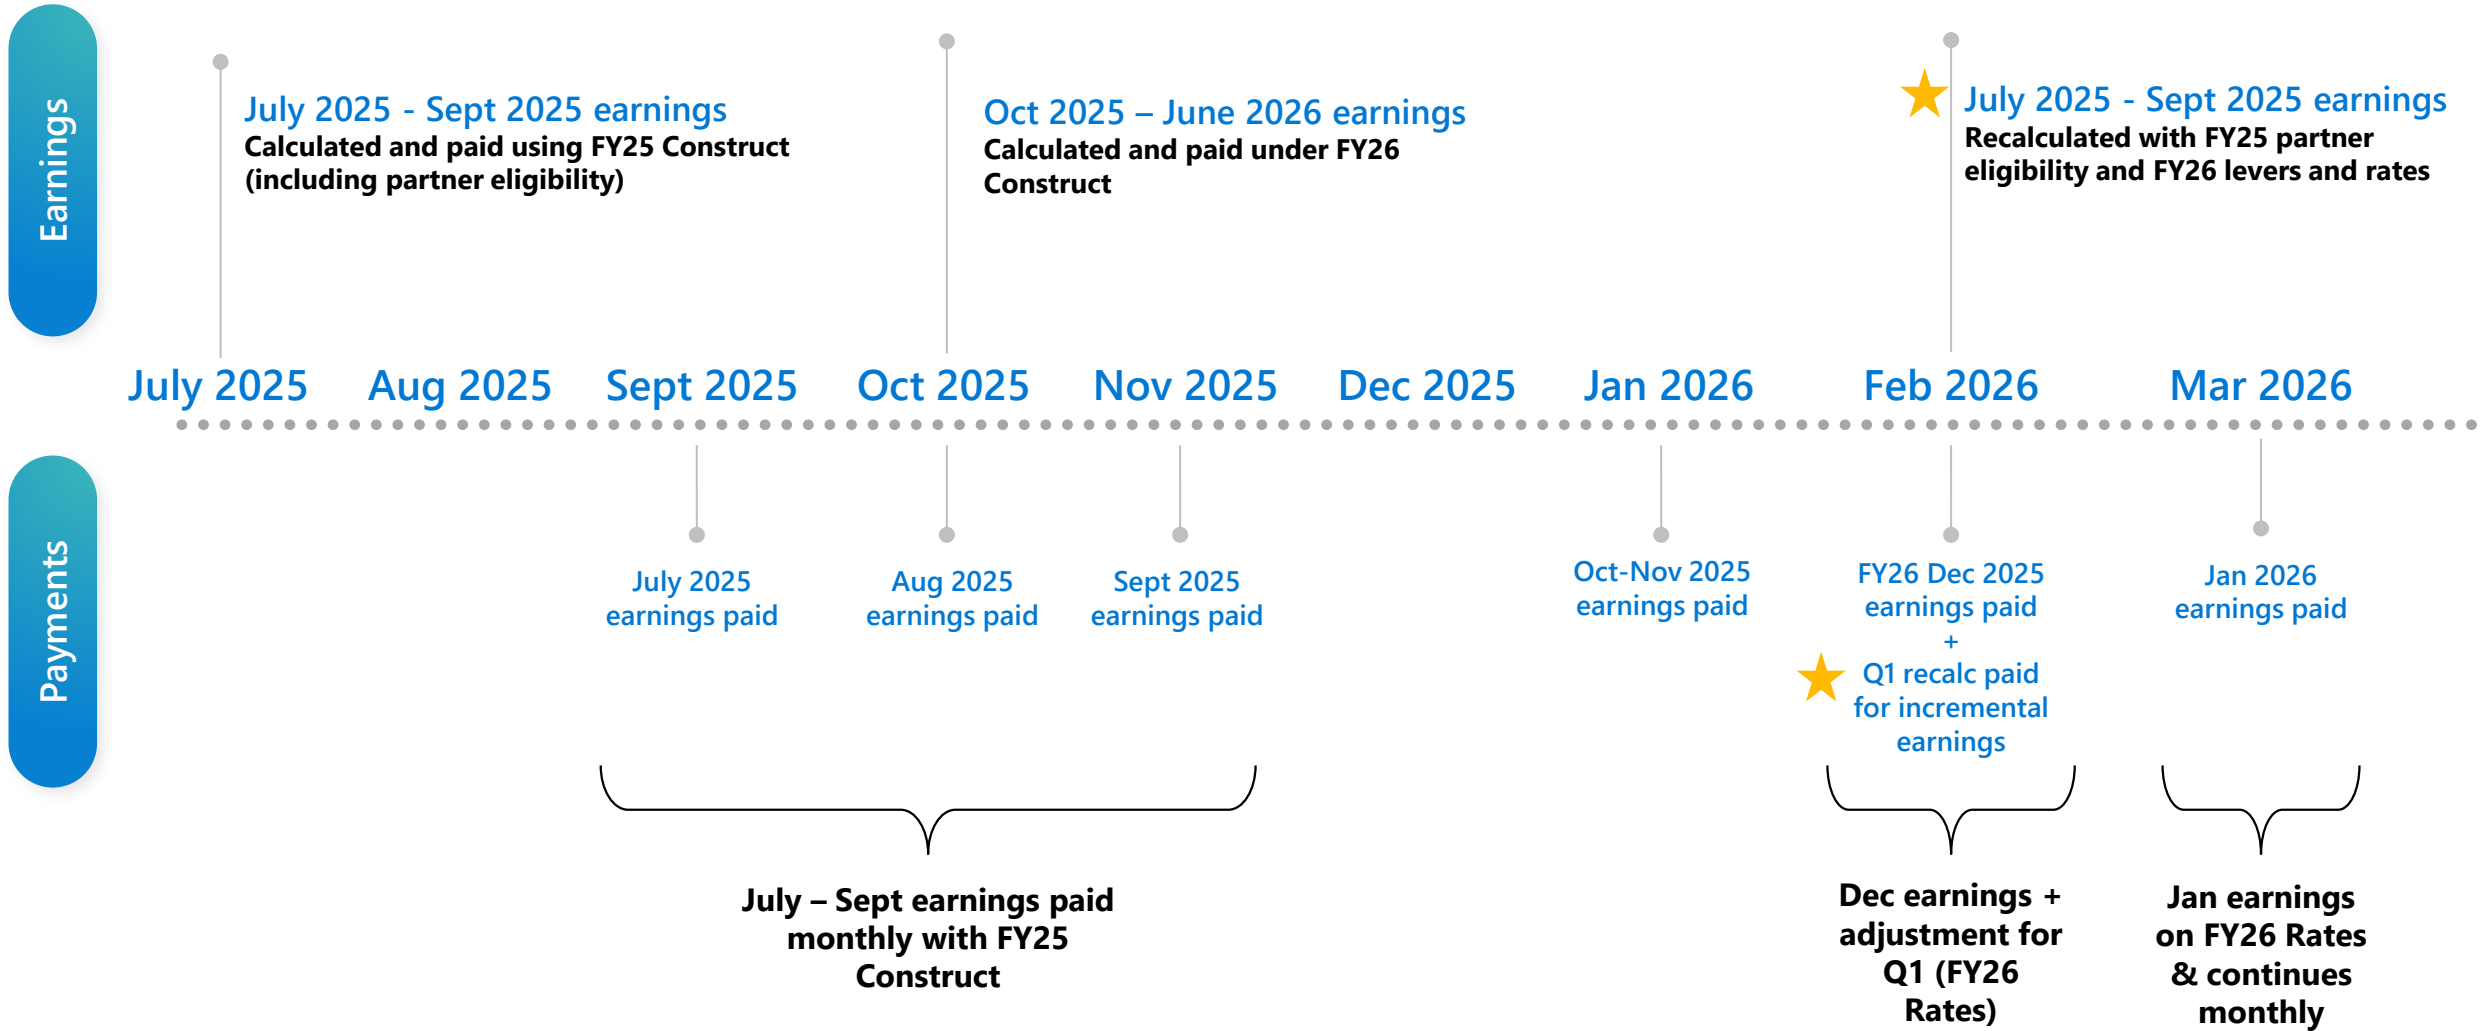 Earnings
July 2025 - Sept 2025 earnings
Calculated and paid using FY25 Construct
(including partner eligibility)
Oct 2025 – June 2026 earnings
Calculated and paid under FY26
Construct
July 2025 - Sept 2025 earnings
Recalculated with FY25 partner
eligibility and FY26 levers and rates
July 2025
Aug 2025
Sept 2025
Oct 2025
Nov 2025
Dec 2025
Jan 2026
Feb 2026
Mar 2026
Payments
July 2025
earnings paid
Aug 2025
earnings paid
Sept 2025
earnings paid
Oct-Nov 2025
earnings paid
FY26 Dec 2025
earnings paid
+
Q1 recalc paid
for incremental
earnings
Jan 2026
earnings paid
July – Sept earnings paid
monthly with FY25
Construct
Dec earnings +
adjustment for
Q1 (FY26
Rates)
Jan earnings
on FY26 Rates
& continues
monthly